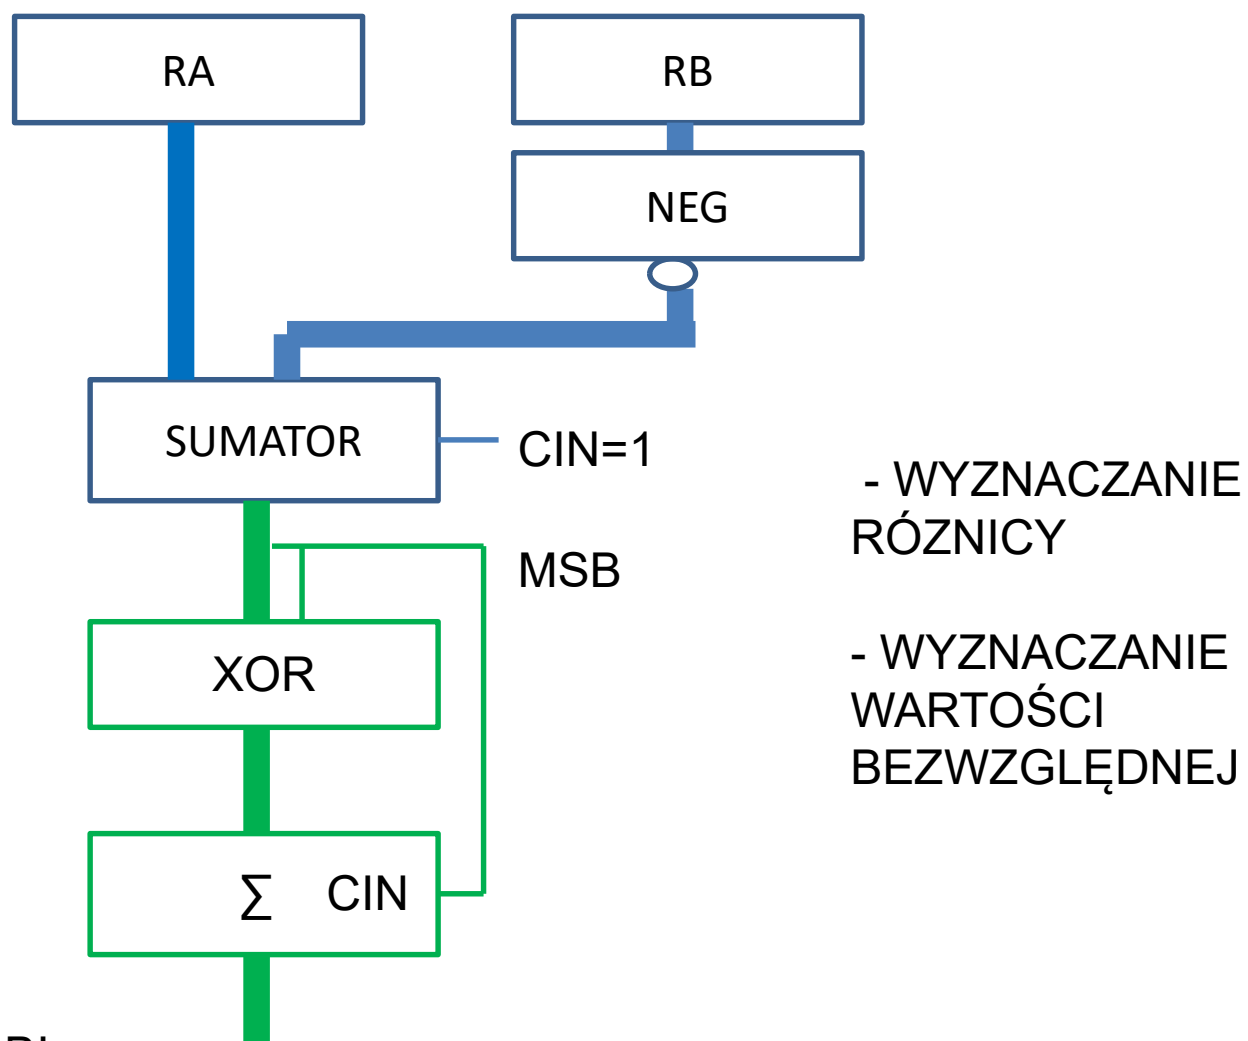 RA
RB
NEG
SUMATOR
CIN=1
- WYZNACZANIE
RÓZNICY
MSB
- WYZNACZANIE
WARTOŚCI
BEZWZGLĘDNEJ
XOR
∑ CIN